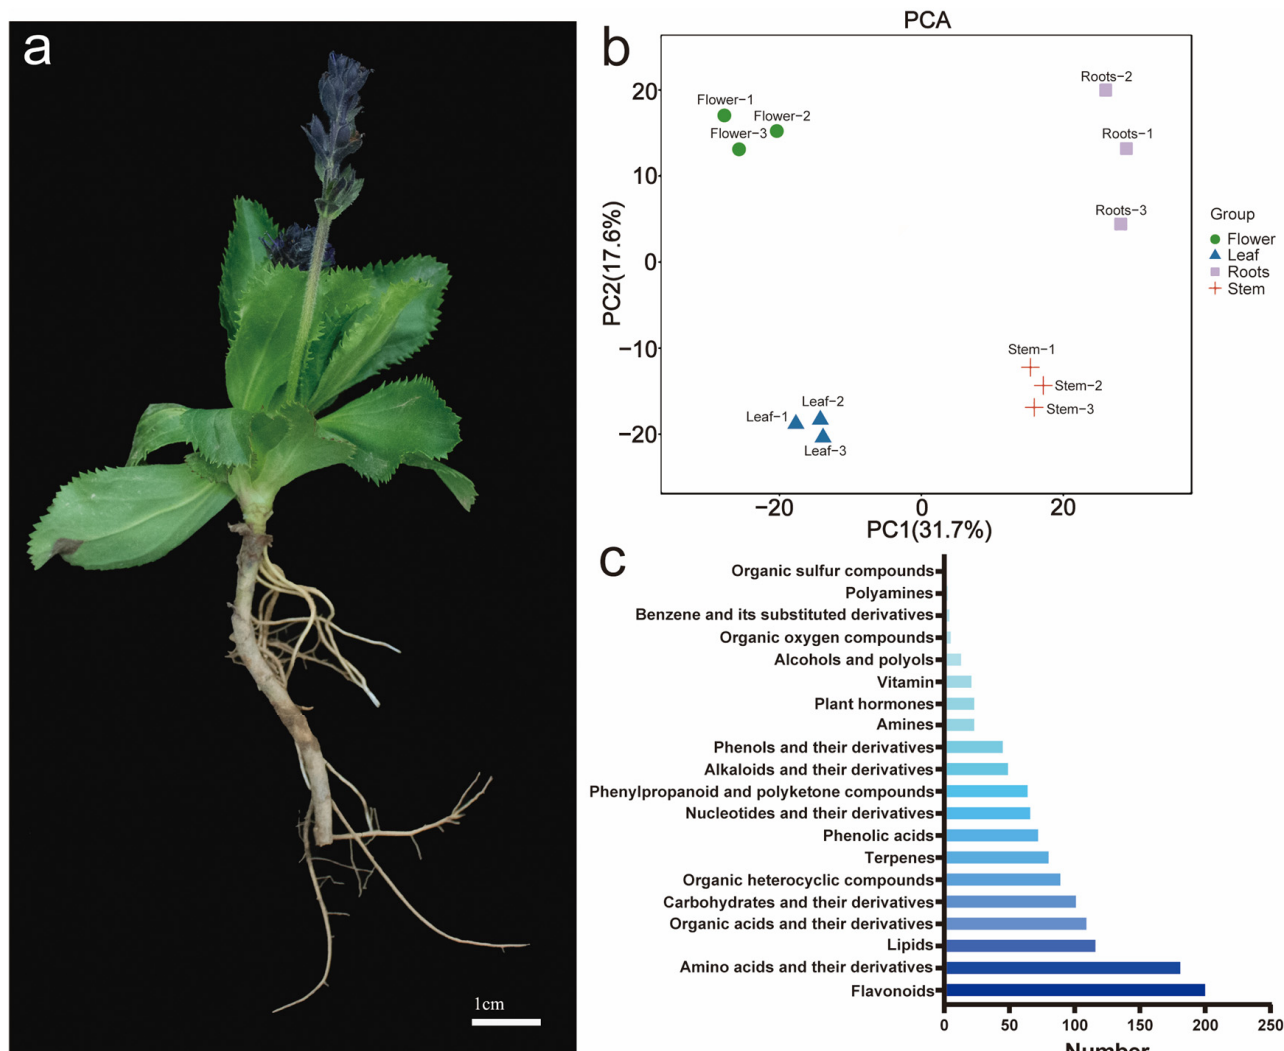 a
1cm
b
PCA
PC2(17.6%)
20
10
0
−10
−20
Flower−1
Flower−2
Flower−3
Roots−2
Roots−1
Roots−3
Stem−1
Stem−2
Stem−3
Leaf−1
Leaf−2
Leaf−3
−20 0 20
PC1(31.7%)
Group
Flower
Leaf
Roots
Stem
c
Organic sulfur compounds
Polyamines
Benzene and its substituted derivatives
Organic oxygen compounds
Alcohols and polyols
Vitamin
Plant hormones
Amines
Phenols and their derivatives
Alkaloids and their derivatives
Phenylpropanoid and polyketone compounds
Nucleotides and their derivatives
Phenolic acids
Terpenes
Organic heterocyclic compounds
Carbohydrates and their derivatives
Organic acids and their derivatives
Lipids
Amino acids and their derivatives
Flavonoids
0 50 100 150 200 250
Number